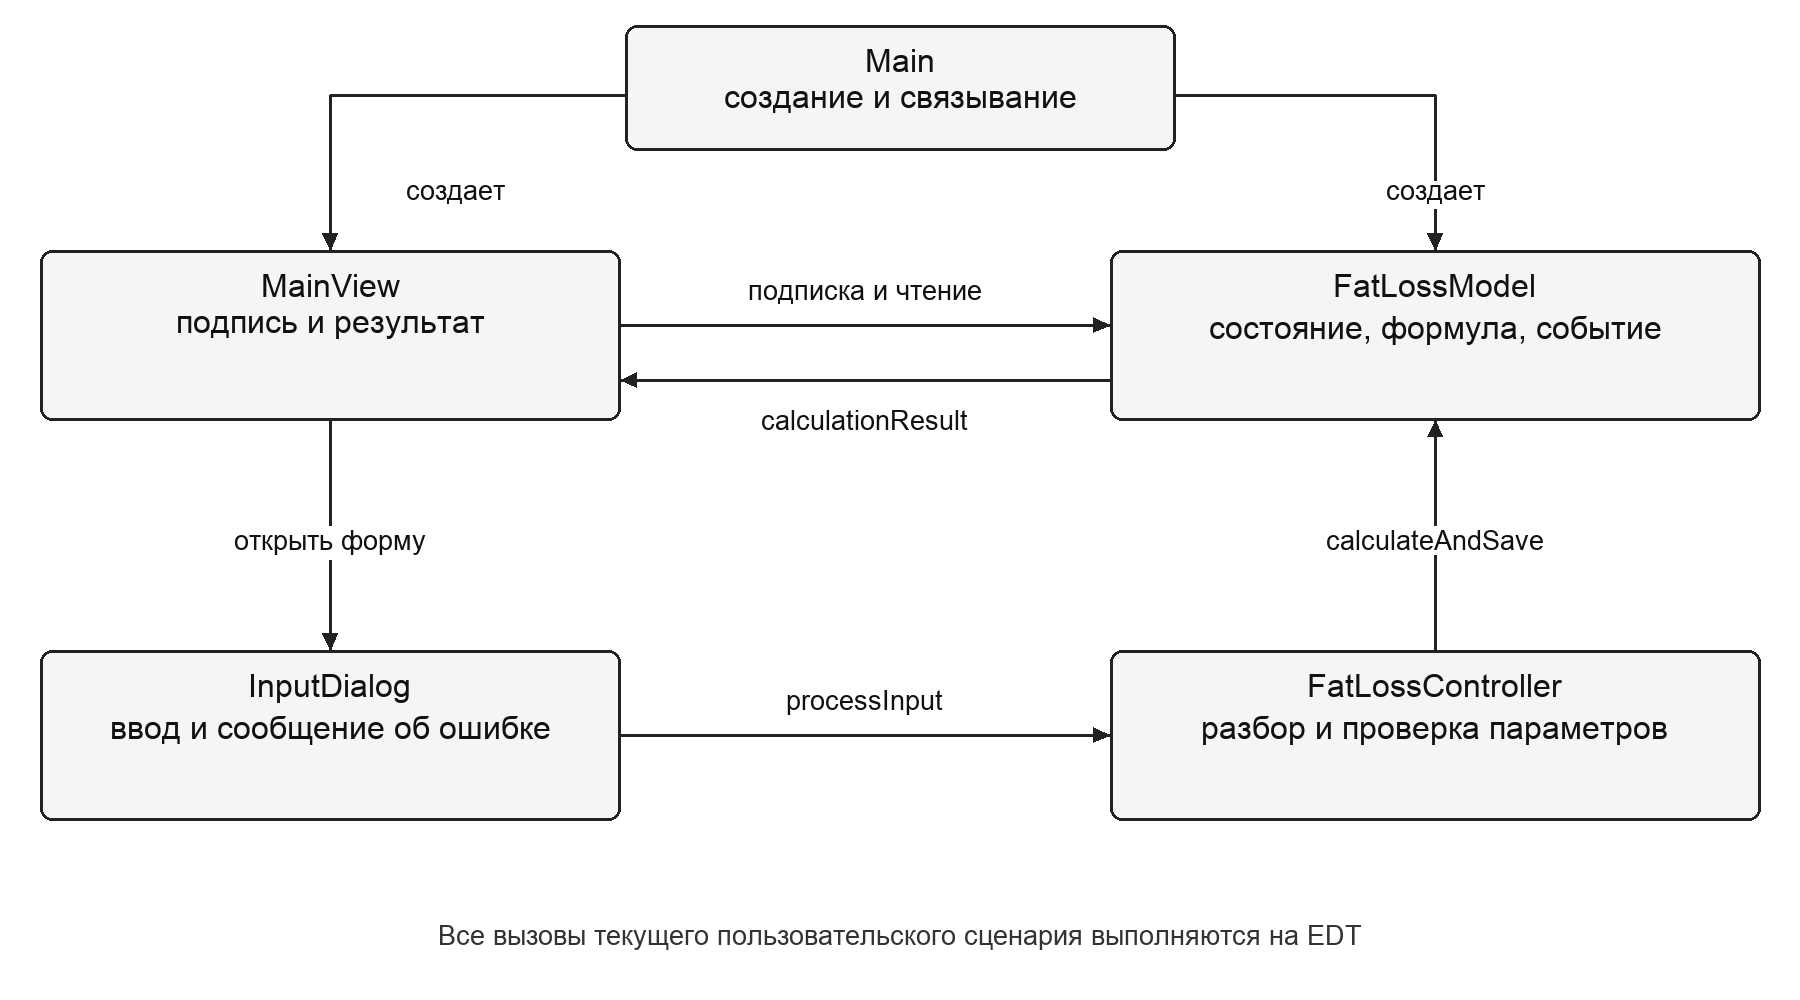 Main
создание и связывание
создает
создает
MainView
подпись и результат
подписка и чтение
FatLossModel
состояние, формула, событие
calculationResult
открыть форму
calculateAndSave
InputDialog
ввод и сообщение об ошибке
processInput
FatLossController
разбор и проверка параметров
Все вызовы текущего пользовательского сценария выполняются на EDT